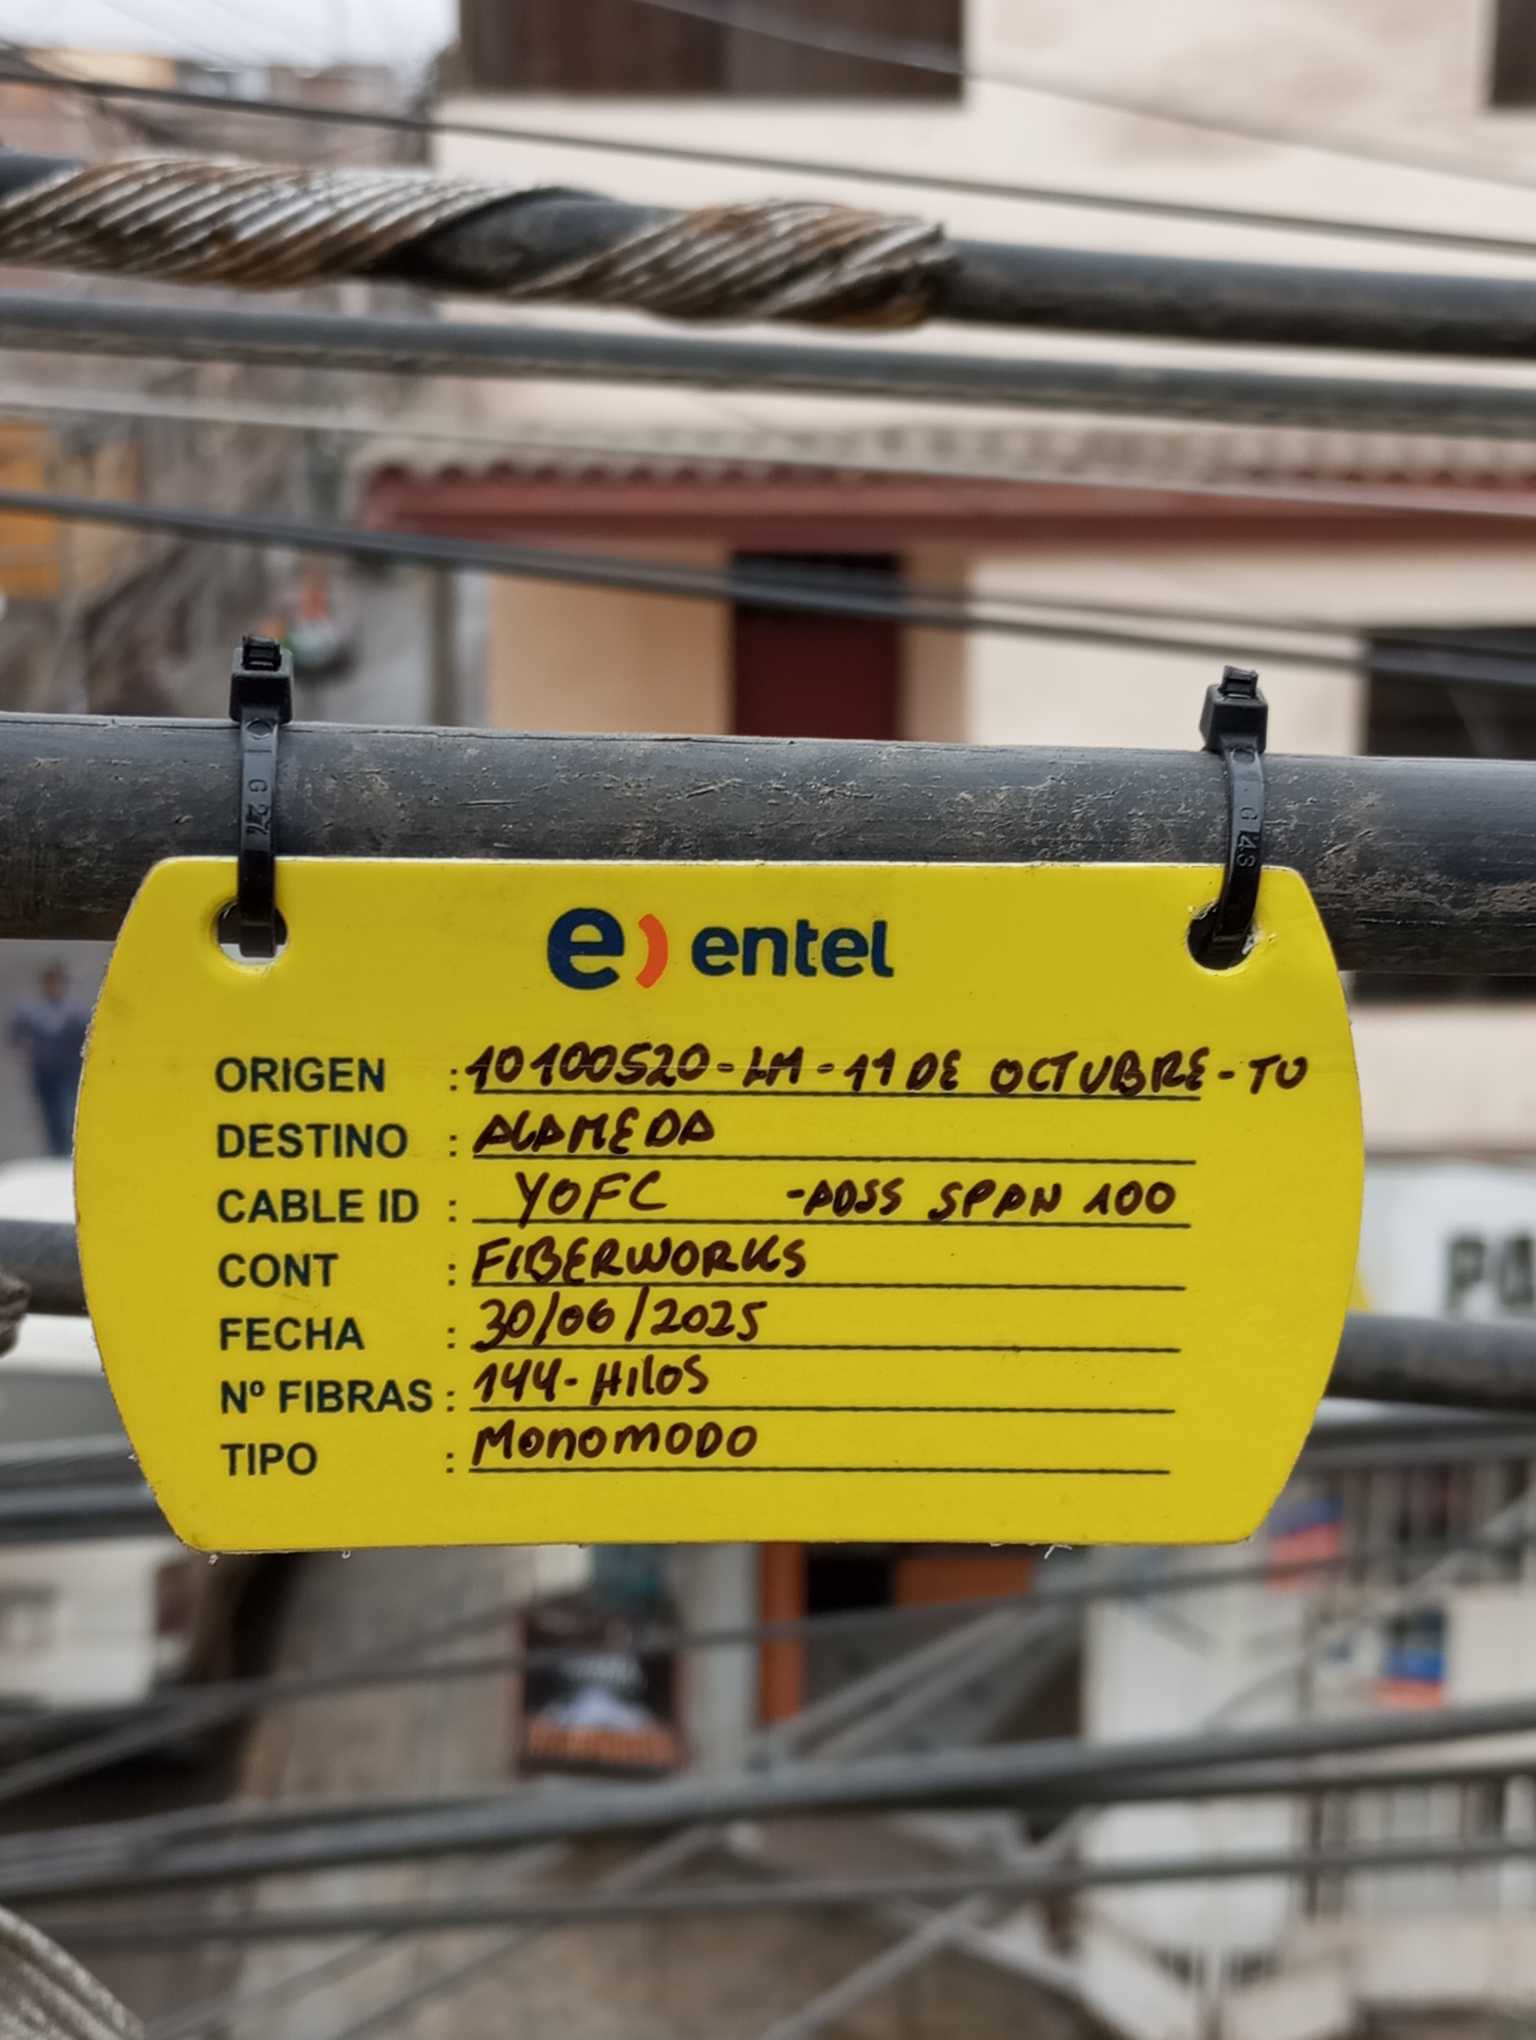 e) entel
ORIGEN : 10100520-LM-11 DE OCTUBRE-TU
DESTINO : ALAMEDA
CABLE ID : YOFC -ADSS SPAN 100
CONT : FIBERWORKS
FECHA : 30/06/2025
Nº FIBRAS : 144-HILOS
TIPO : MONOMODO